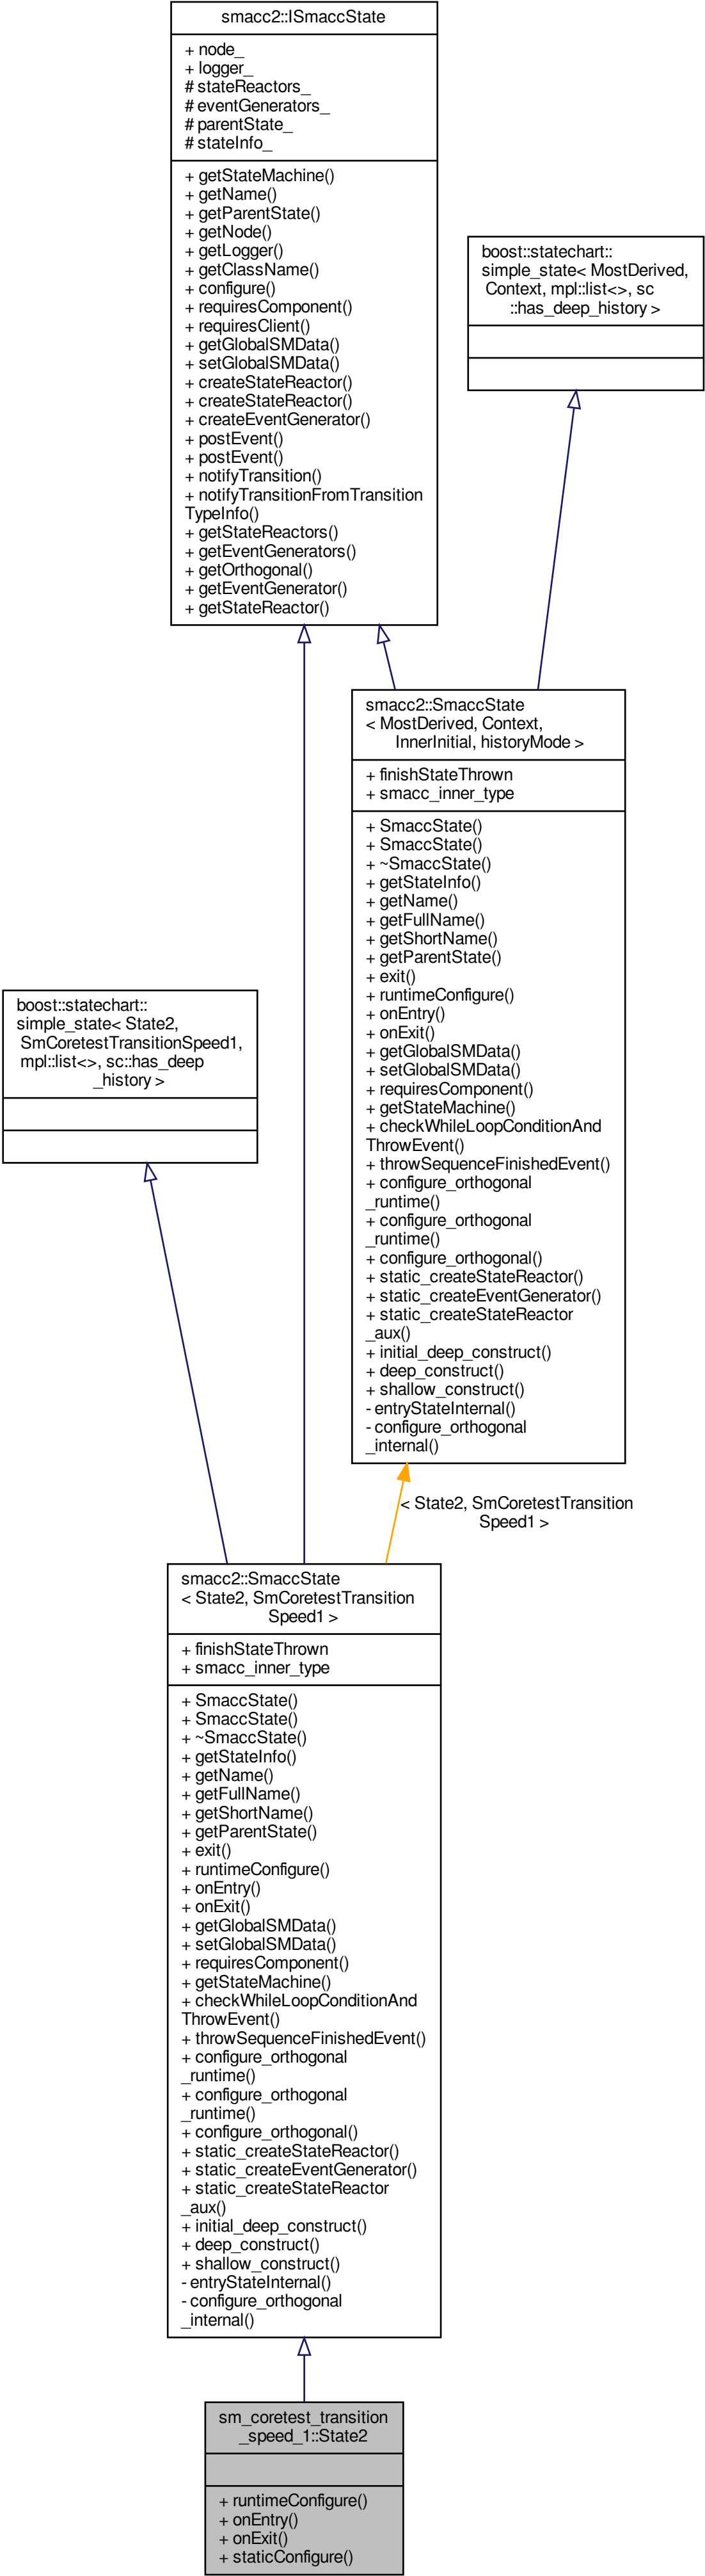 smacc2::ISmaccState
+ node_
+ logger_
# stateReactors_
# eventGenerators_
# parentState_
# stateInfo_
+ getStateMachine()
+ getName()
+ getParentState()
+ getNode()
+ getLogger()
+ getClassName()
+ configure()
+ requiresComponent()
+ requiresClient()
+ getGlobalSMData()
+ setGlobalSMData()
+ createStateReactor()
+ createStateReactor()
+ createEventGenerator()
+ postEvent()
+ postEvent()
+ notifyTransition()
+ notifyTransitionFromTransition
TypeInfo()
+ getStateReactors()
+ getEventGenerators()
+ getOrthogonal()
+ getEventGenerator()
+ getStateReactor()
boost::statechart::
simple_state< MostDerived,
Context, mpl::list<>, sc
::has_deep_history >
smacc2::SmaccState
< MostDerived, Context,
InnerInitial, historyMode >
+ finishStateThrown
+ smacc_inner_type
+ SmaccState()
+ SmaccState()
+ ~SmaccState()
+ getStateInfo()
+ getName()
+ getFullName()
+ getShortName()
+ getParentState()
+ exit()
+ runtimeConfigure()
+ onEntry()
+ onExit()
+ getGlobalSMData()
+ setGlobalSMData()
+ requiresComponent()
+ getStateMachine()
+ checkWhileLoopConditionAnd
ThrowEvent()
+ throwSequenceFinishedEvent()
+ configure_orthogonal
_runtime()
+ configure_orthogonal
_runtime()
+ configure_orthogonal()
+ static_createStateReactor()
+ static_createEventGenerator()
+ static_createStateReactor
_aux()
+ initial_deep_construct()
+ deep_construct()
+ shallow_construct()
- entryStateInternal()
- configure_orthogonal
_internal()
boost::statechart::
simple_state< State2,
SmCoretestTransitionSpeed1,
mpl::list<>, sc::has_deep
_history >
< State2, SmCoretestTransition
Speed1 >
smacc2::SmaccState
< State2, SmCoretestTransition
Speed1 >
+ finishStateThrown
+ smacc_inner_type
+ SmaccState()
+ SmaccState()
+ ~SmaccState()
+ getStateInfo()
+ getName()
+ getFullName()
+ getShortName()
+ getParentState()
+ exit()
+ runtimeConfigure()
+ onEntry()
+ onExit()
+ getGlobalSMData()
+ setGlobalSMData()
+ requiresComponent()
+ getStateMachine()
+ checkWhileLoopConditionAnd
ThrowEvent()
+ throwSequenceFinishedEvent()
+ configure_orthogonal
_runtime()
+ configure_orthogonal
_runtime()
+ configure_orthogonal()
+ static_createStateReactor()
+ static_createEventGenerator()
+ static_createStateReactor
_aux()
+ initial_deep_construct()
+ deep_construct()
+ shallow_construct()
- entryStateInternal()
- configure_orthogonal
_internal()
sm_coretest_transition
_speed_1::State2
+ runtimeConfigure()
+ onEntry()
+ onExit()
+ staticConfigure()